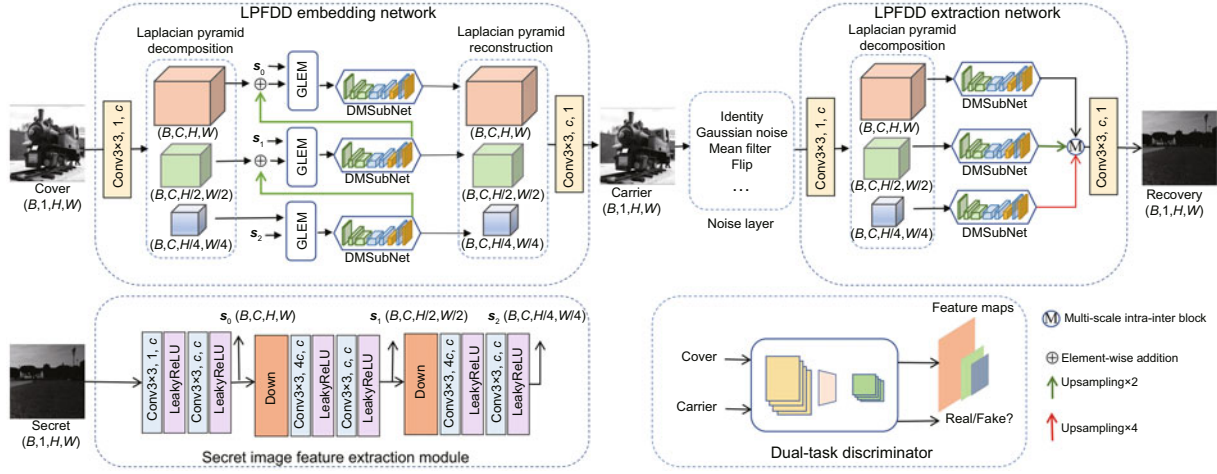 LPFDD embedding network
Laplacian pyramid
decomposition
Laplacian pyramid
reconstruction
s0
GLEM
DMSubNet
(B,C,H,W)
(B,C,H,W)
Conv3×3, 1, c
s1
GLEM
DMSubNet
(B,C,H/2,W/2)
(B,C,H/2,W/2)
Conv3×3, c, 1
Cover
(B,1,H,W)
s2
GLEM
DMSubNet
(B,C,H/4,W/4)
(B,C,H/4,W/4)
Carrier
(B,1,H,W)
Identity
Gaussian noise
Mean filter
Flip
...
Noise layer
LPFDD extraction network
Laplacian pyramid
decomposition
Conv3×3, 1, c
(B,C,H,W)
DMSubNet
(B,C,H/2,W/2)
DMSubNet
(B,C,H/4,W/4)
DMSubNet
M
Conv3×3, c, 1
Recovery
(B,1,H,W)
Secret
(B,1,H,W)
s0 (B,C,H,W)
s1 (B,C,H/2,W/2)
s2 (B,C,H/4,W/4)
Conv3×3, 1, c
LeakyReLU
Conv3×3, c, c
LeakyReLU
Down
Conv3×3, 4c, c
LeakyReLU
Conv3×3, c, c
LeakyReLU
Down
Conv3×3, 4c, c
LeakyReLU
Conv3×3, c, c
LeakyReLU
Secret image feature extraction module
Cover
Carrier
Feature maps
Real/Fake?
Dual-task discriminator
M Multi-scale intra-inter block
Element-wise addition
Upsampling×2
Upsampling×4